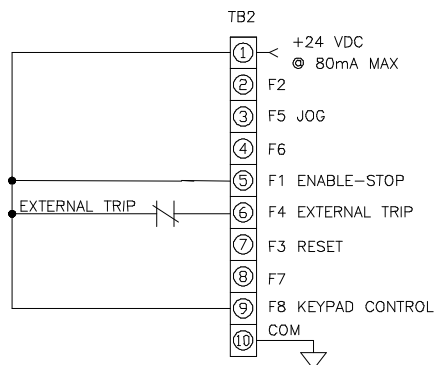 TB2
1 +24 VDC
@ 80mA MAX
2 F2
3 F5 JOG
4 F6
5 F1 ENABLE-STOP
EXTERNAL TRIP 6 F4 EXTERNAL TRIP
7 F3 RESET
8 F7
9 F8 KEYPAD CONTROL
10 COM